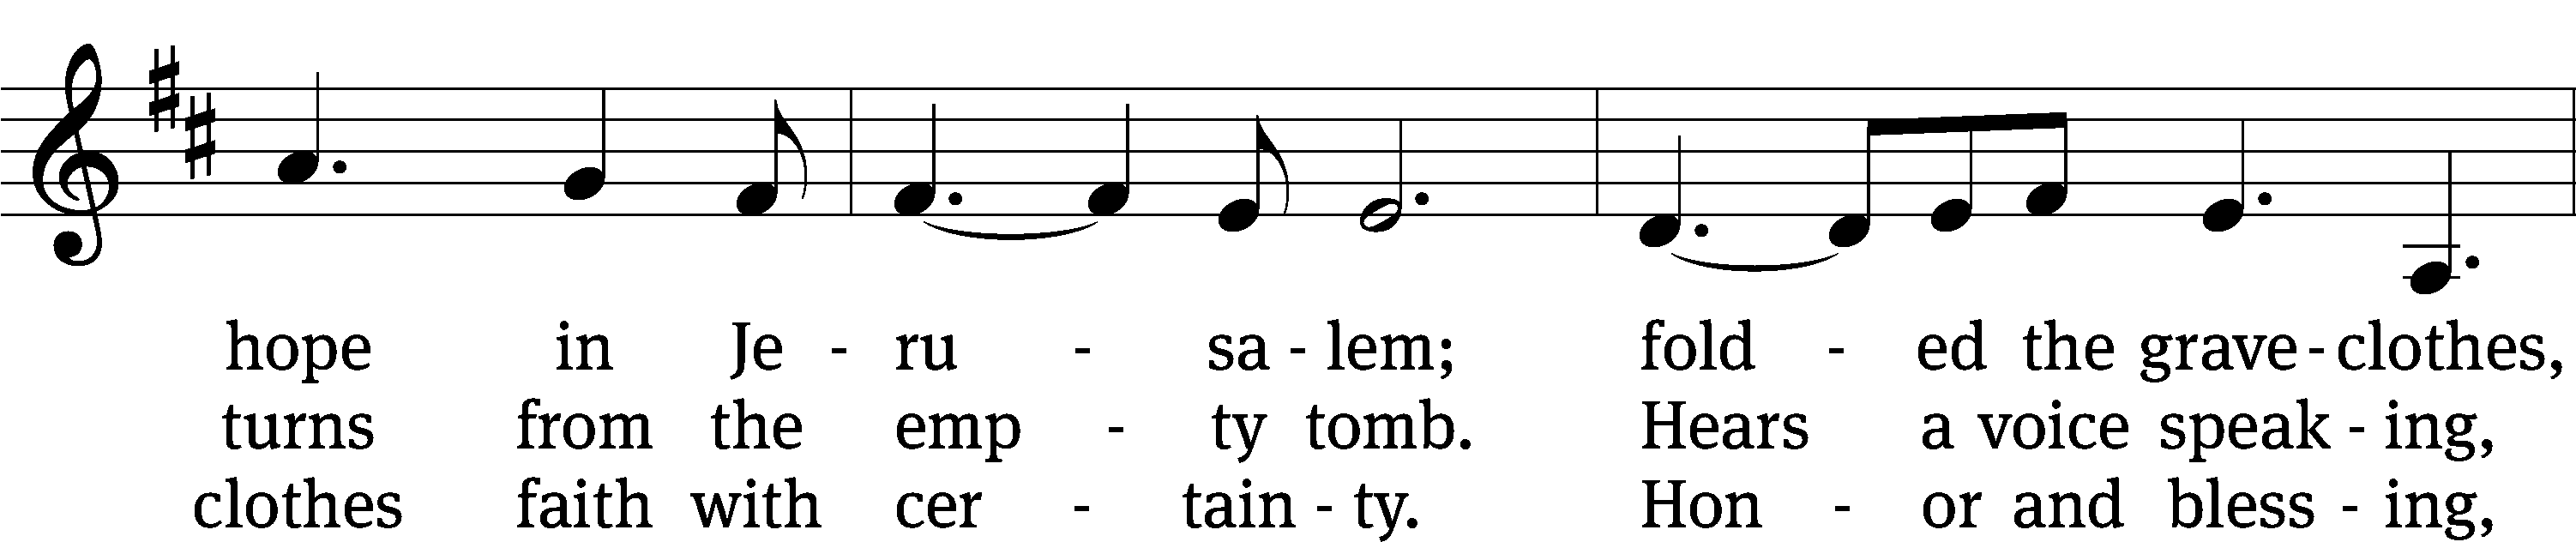 hope in Je - ru - sa - lem; fold - ed the grave - clothes,
turns from the emp - ty tomb. Hears a voice speak - ing,
clothes faith with cer - tain - ty. Hon - or and bless - ing,